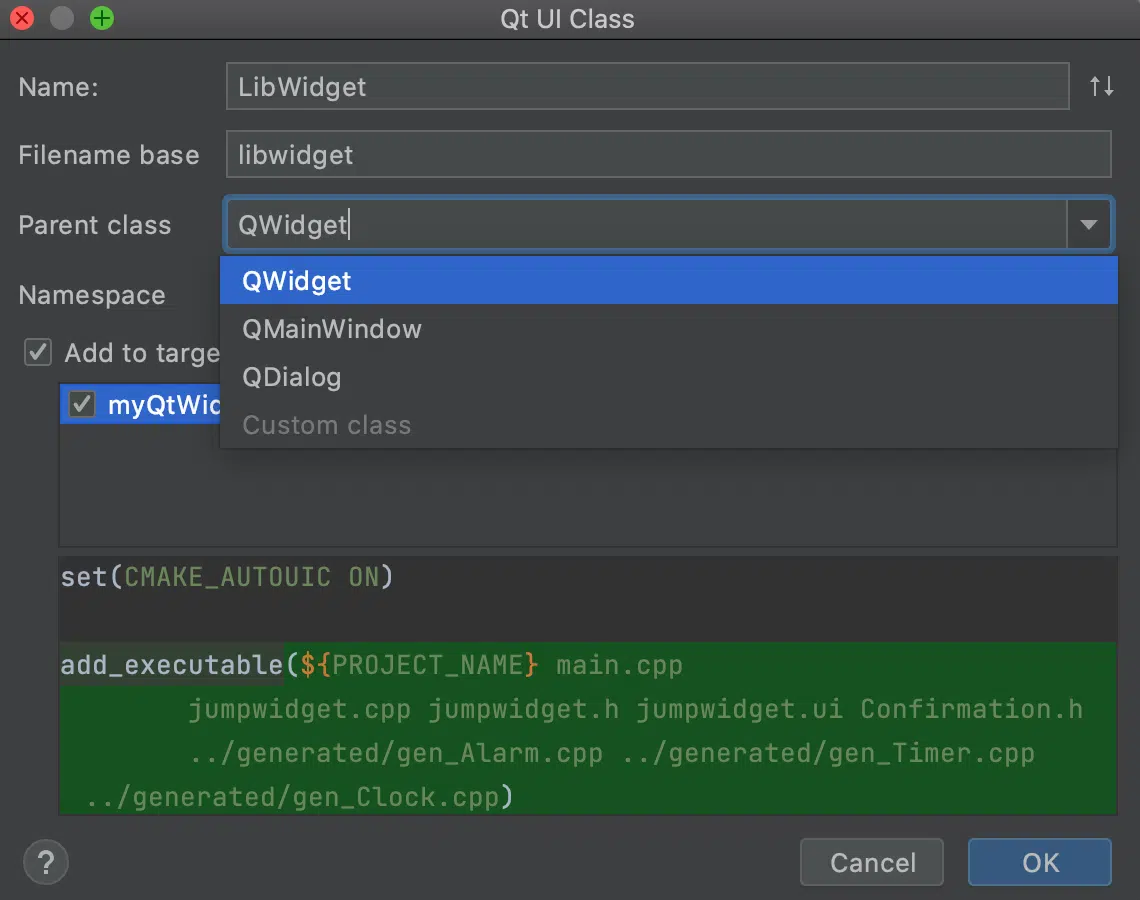 Qt UI Class
Name: LibWidget
Filename base libwidget
Parent class QWidget
Namespace
QWidget
QMainWindow
QDialog
Custom class
Add to targe
myQtWid
set(CMAKE_AUTOUIC ON)
add_executable(${PROJECT_NAME} main.cpp
jumpwidget.cpp jumpwidget.h jumpwidget.ui Confirmation.h
../generated/gen_Alarm.cpp ../generated/gen_Timer.cpp
../generated/gen_Clock.cpp)
? Cancel OK